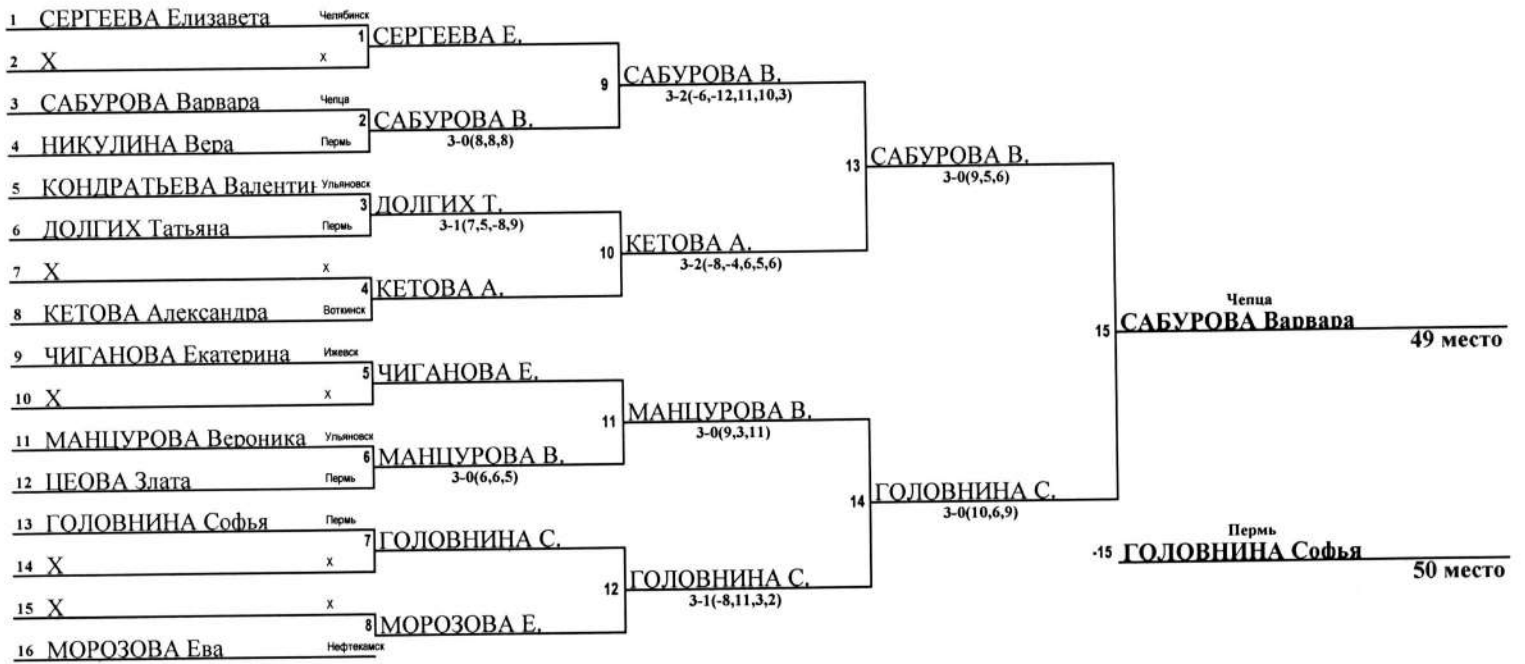 1 СЕРГЕЕВА Елизавета Челябинск
1 СЕРГЕЕВА Е.
2 X X
9 САБУРОВА В.
3-2(-6,-12,11,10,3)
3 САБУРОВА Варвара Чепца
2 САБУРОВА В.
3-0(8,8,8)
4 НИКУЛИНА Вера Пермь
13 САБУРОВА В.
3-0(9,5,6)
5 КОНДРАТЬЕВА Валентин Ульяновск
3 ДОЛГИХ Т.
3-1(7,5,-8,9)
6 ДОЛГИХ Татьяна Пермь
10 КЕТОВА А.
3-2(-8,-4,6,5,6)
7 X X
4 КЕТОВА А.
8 КЕТОВА Александра Воткинск
Чепца
15 САБУРОВА Варвара
49 место
9 ЧИГАНОВА Екатерина Ижевск
5 ЧИГАНОВА Е.
10 X X
11 МАНЦУРОВА В.
3-0(9,3,11)
11 МАНЦУРОВА Вероника Ульяновск
6 МАНЦУРОВА В.
3-0(6,6,5)
12 ЦЕОВА Злата Пермь
14 ГОЛОВНИНА С.
3-0(10,6,9)
13 ГОЛОВНИНА Софья Пермь
7 ГОЛОВНИНА С.
14 X X
Пермь
-15 ГОЛОВНИНА Софья
50 место
12 ГОЛОВНИНА С.
3-1(-8,11,3,2)
15 X X
8 МОРОЗОВА Е.
16 МОРОЗОВА Ева Нефтекамск